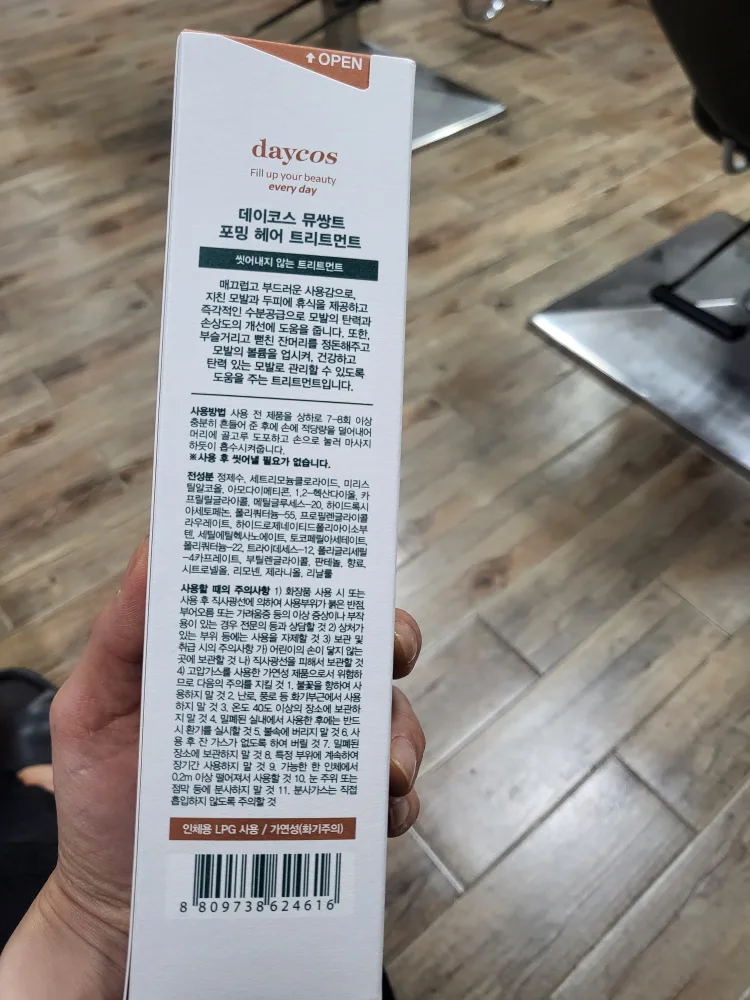 OPEN
daycos
Fill up your beauty
every day
데이코스 뮤쌍트
포밍 헤어 트리트먼트
씻어내지 않는 트리트먼트
매끄럽고 부드러운 사용감으로,
지친 모발과 두피에 휴식을 제공하고
즉각적인 수분공급으로 모발의 탄력과
손상도의 개선에 도움을 줍니다. 또한,
부슬거리고 뻗친 잔머리를 정돈해주고
모발의 볼륨을 업시켜, 건강하고
탄력 있는 모발로 관리할 수 있도록
도움을 주는 트리트먼트입니다.
사용방법 사용 전 제품을 상하로 7-8회 이상
충분히 흔들어 준 후에 손에 적당량을 덜어내어
머리에 골고루 도포하고 손으로 눌러 마사지
하듯이 흡수시켜줍니다.
※사용 후 씻어낼 필요가 없습니다.
전성분 정제수, 세트리모늄클로라이드, 미리스
틸알코올, 아모다이메티콘, 1,2-헥산다이올, 카
프릴릴글라이콜, 메틸글루세스-20, 하이드록시
아세토페논, 폴리쿼터늄-55, 프로필렌글라이콜
라우레이트, 하이드로제네이티드폴리아이소부
텐, 세틸에틸헥사노에이트, 토코페릴아세테이트,
폴리쿼터늄-22, 트라이데세스-12, 폴리글리세릴
-4카프레이트, 부틸렌글라이콜, 판테놀, 향료,
시트로넬올, 리모넨, 제라니올, 리날룰
사용할 때의 주의사항 1) 화장품 사용 시 또는
사용 후 직사광선에 의하여 사용부위가 붉은 반점,
부어오름 또는 가려움증 등의 이상 증상이나 부작
용이 있는 경우 전문의 등과 상담할 것 2) 상처가
있는 부위 등에는 사용을 자제할 것 3) 보관 및
취급 시의 주의사항 가) 어린이의 손이 닿지 않는
곳에 보관할 것 나) 직사광선을 피해서 보관할 것
4) 고압가스를 사용한 가연성 제품으로서 위험하
므로 다음의 주의를 지킬 것 1. 불꽃을 향하여 사
용하지 말 것 2. 난로, 풍로 등 화기부근에서 사용
하지 말 것 3. 온도 40도 이상의 장소에 보관하
지 말 것 4. 밀폐된 실내에서 사용한 후에는 반드
시 환기를 실시할 것 5. 불속에 버리지 말 것 6. 사
용 후 잔 가스가 없도록 하여 버릴 것 7. 밀폐된
장소에 보관하지 말 것 8. 특정 부위에 계속하여
장기간 사용하지 말 것 9. 가능한 한 인체에서
0.2m 이상 떨어져서 사용할 것 10. 눈 주위 또는
점막 등에 분사하지 말 것 11. 분사가스는 직접
흡입하지 않도록 주의할 것
인체용 LPG 사용 / 가연성(화기주의)
8 809738 624616